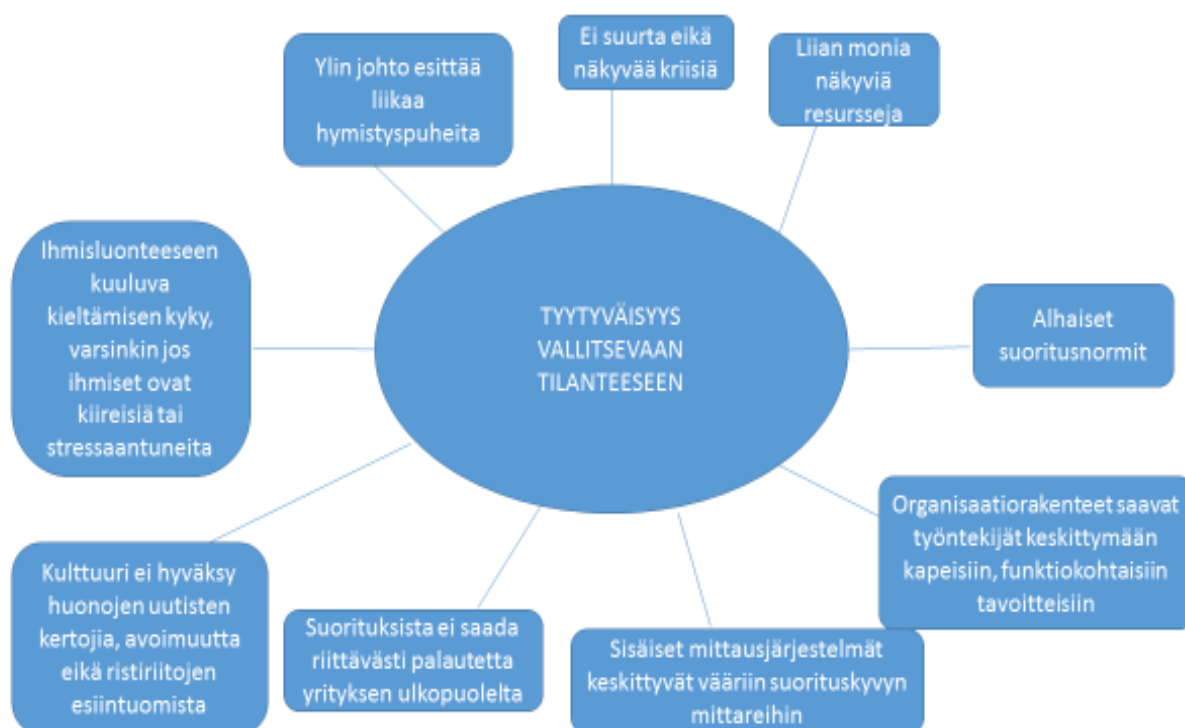 Ylin johto esittää
liikaa
hymistyspuheita
Ei suurta eikä
näkyvää kriisiä
Liian monia
näkyviä
resursseja
Ihmisluonteeseen
kuuluva
kieltämisen kyky,
varsinkin jos
ihmiset ovat
kiireisiä tai
stressaantuneita
TYYTYVÄISYYS
VALLITSEVAAN
TILANTEESEEN
Alhaiset
suoritusnormit
Organisaatiorakenteet saavat
työntekijät keskittymään
kapeisiin, funktiokohtaisiin
tavoitteisiin
Kulttuuri ei hyväksy
huonojen uutisten
kertojia, avoimuutta
eikä ristiriitojen
esiintuomista
Suorituksista ei saada
riittävästi palautetta
yrityksen ulkopuolelta
Sisäiset mittausjärjestelmät
keskittyvät vääriin suorituskyvyn
mittareihin